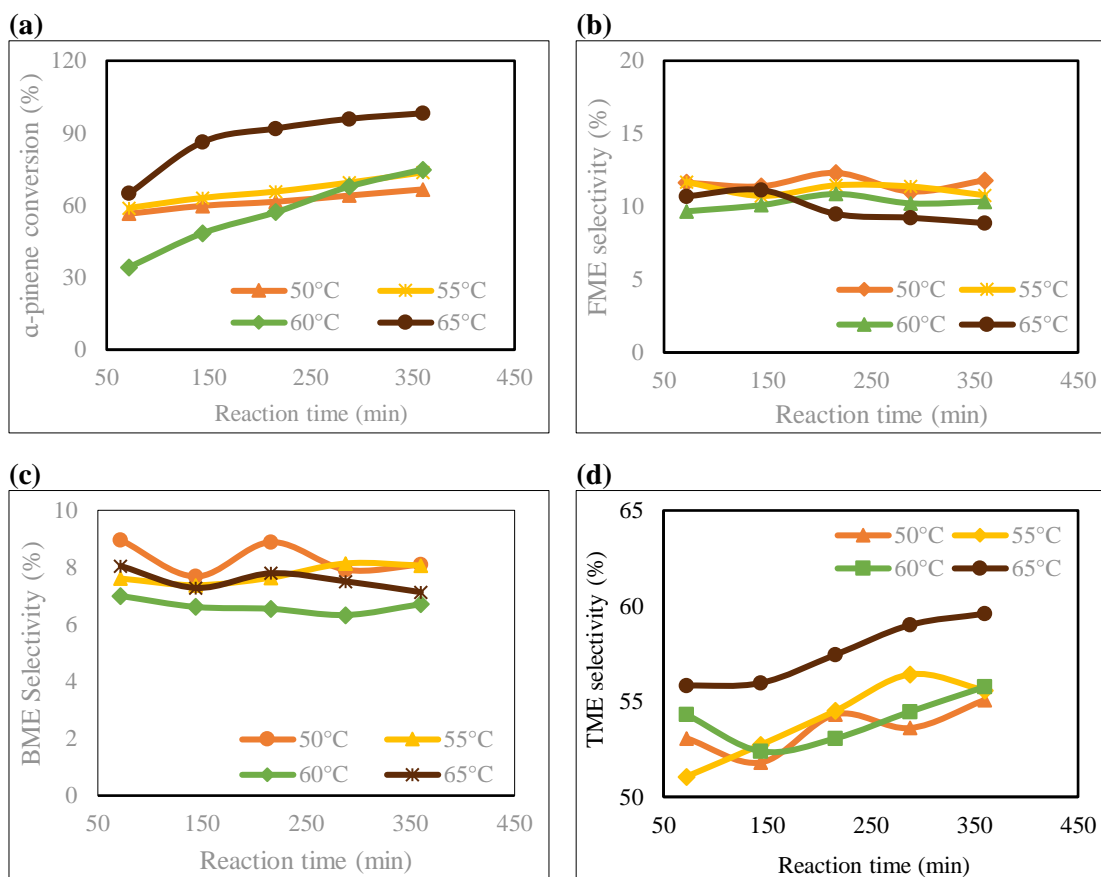 (a)
120
90
60
30
0
α-pinene conversion (%)
50°C 55°C
60°C 65°C
50 150 250 350 450
Reaction time (min)
(b)
20
15
10
5
0
FME selectivity (%)
50°C 55°C
60°C 65°C
50 150 250 350 450
Reaction time (min)
(c)
10
8
6
4
2
0
BME Selectivity (%)
50°C 55°C
60°C 65°C
50 150 250 350 450
Reaction time (min)
(d)
65
60
55
50
TME selectivity (%)
50°C 55°C
60°C 65°C
50 150 250 350 450
Reaction time (min)